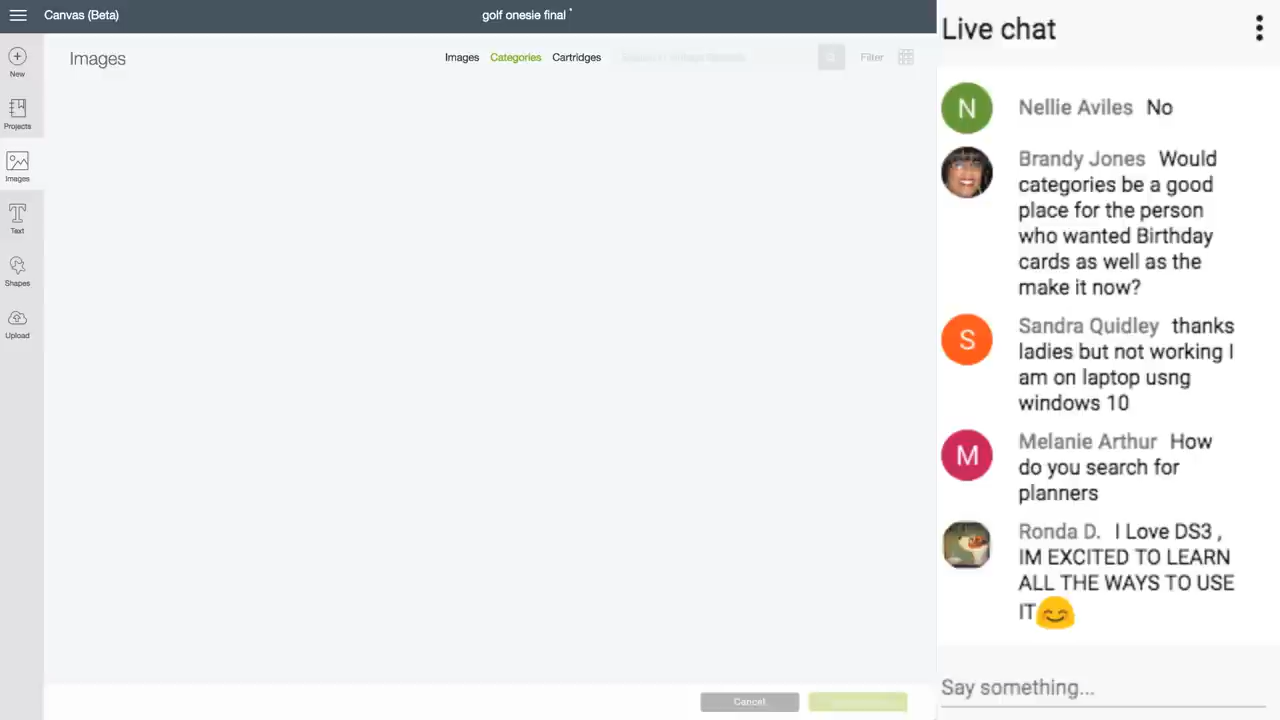 Canvas (Beta)
golf onesie final *
New
Projects
Images
Text
Shapes
Upload
Images
Images Categories Cartridges
Filter
Cancel
Live chat
N
Nellie Aviles No
Brandy Jones Would
categories be a good
place for the person
who wanted Birthday
cards as well as the
make it now?
S
Sandra Quidley thanks
ladies but not working I
am on laptop usng
windows 10
M
Melanie Arthur How
do you search for
planners
Ronda D. I Love DS3 ,
IM EXCITED TO LEARN
ALL THE WAYS TO USE
IT😊
Say something...